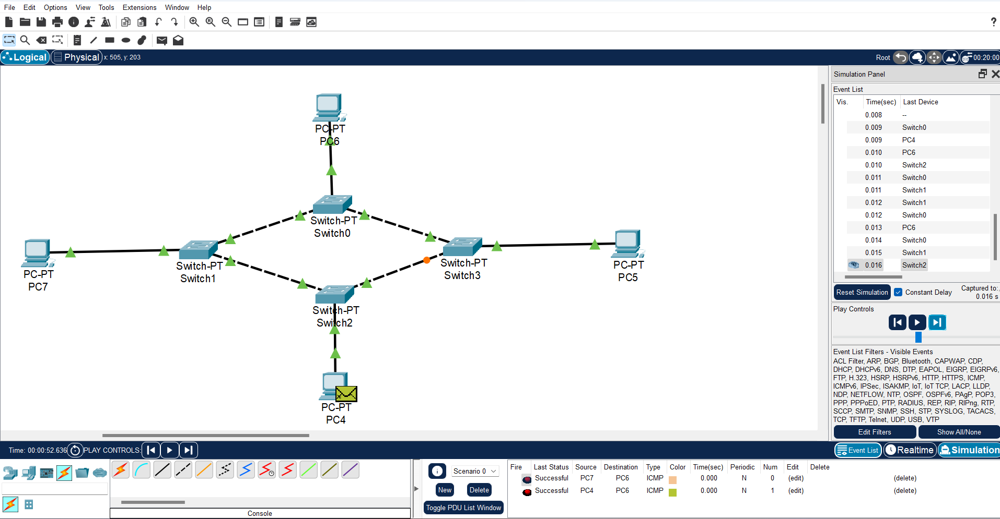 File Edit Options View Tools Extensions Window Help
Logical Physical x: 505, y: 203 Root 00:20:00
Simulation Panel
Event List
Vis. Time(sec) Last Device
0.008 --
0.009 Switch0
0.009 PC4
0.010 PC6
0.010 Switch2
0.011 Switch0
0.011 Switch1
0.012 Switch1
0.012 Switch0
0.013 PC6
0.014 Switch0
0.015 Switch1
0.016 Switch2
Reset Simulation Constant Delay Captured to:
0.016 s
Play Controls
Event List Filters - Visible Events
ACL Filter, ARP, BGP, Bluetooth, CAPWAP, CDP,
DHCP, DHCPv6, DNS, DTP, EAPOL, EIGRP, EIGRPv6,
FTP, H.323, HSRP, HSRPv6, HTTP, HTTPS, ICMP,
ICMPv6, IPSec, ISAKMP, IoT, IoT TCP, LACP, LLDP,
NDP, NETFLOW, NTP, OSPF, OSPFv6, PAgP, POP3,
PPP, PPPoED, PTP, RADIUS, REP, RIP, RIPng, RTP,
SCCP, SMTP, SNMP, SSH, STP, SYSLOG, TACACS,
TCP, TFTP, Telnet, UDP, USB, VTP
Edit Filters Show All/None
PC-PT
PC6
Switch-PT
Switch0
PC-PT
PC7
Switch-PT
Switch1
Switch-PT
Switch3
PC-PT
PC5
Switch-PT
Switch2
PC-PT
PC4
Time: 00:00:52.636 PLAY CONTROLS: Event List Realtime Simulation
Scenario 0
New Delete
Toggle PDU List Window
Console
Fire Last Status Source Destination Type Color Time(sec) Periodic Num Edit Delete
Successful PC7 PC6 ICMP 0.000 N 0 (edit) (delete)
Successful PC4 PC6 ICMP 0.000 N 1 (edit) (delete)